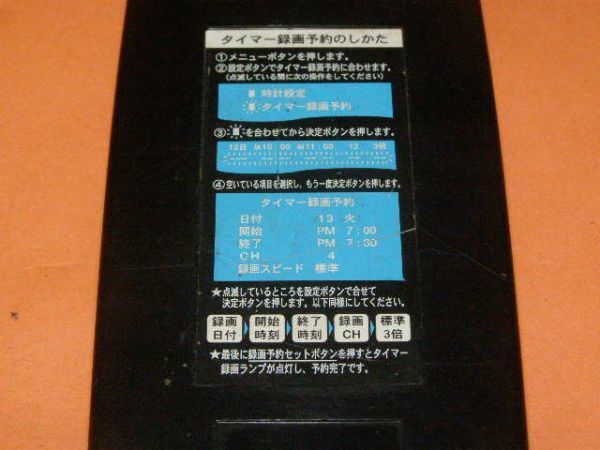 タイマー録画予約のしかた
①メニューボタンを押します。
②設定ボタンでタイマー録画予約に合わせます。
(点滅している間に次の操作をしてください)
時計設定
タイマー録画予約
③ を合わせてから決定ボタンを押します。
12日 AM10:00 AM11:00 12 3倍
④空いている項目を選択し、もう一度決定ボタンを押します。
タイマー録画予約
日付 13 火
開始 PM 7:00
終了 PM 7:30
CH 4
録画スピード 標準
★点滅しているところを設定ボタンで合せて
決定ボタンを押します。以下同様にしてください。
録画日付 開始時刻 終了時刻 録画CH 標準3倍
★最後に録画予約セットボタンを押すとタイマー
録画ランプが点灯し、予約完了です。